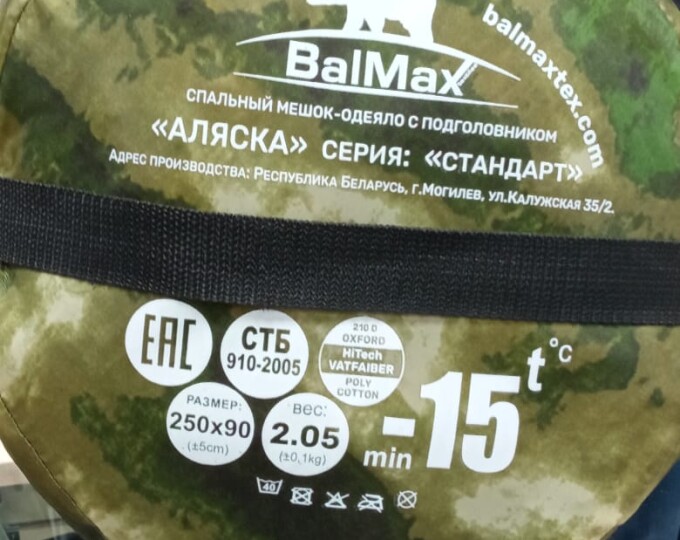 BalMax
balmaxtex.com
СПАЛЬНЫЙ МЕШОК-ОДЕЯЛО С ПОДГОЛОВНИКОМ
«АЛЯСКА» СЕРИЯ: «СТАНДАРТ»
АДРЕС ПРОИЗВОДСТВА: РЕСПУБЛИКА БЕЛАРУСЬ, Г.МОГИЛЕВ, УЛ.КАЛУЖСКАЯ 35/2.
EAC
СТБ
910-2005
210 D
OXFORD
HiTech
VATFAIBER
POLY
COTTON
РАЗМЕР:
250x90
(±5cm)
ВЕС:
2.05
(±0,1kg)
min -15 t°C
40